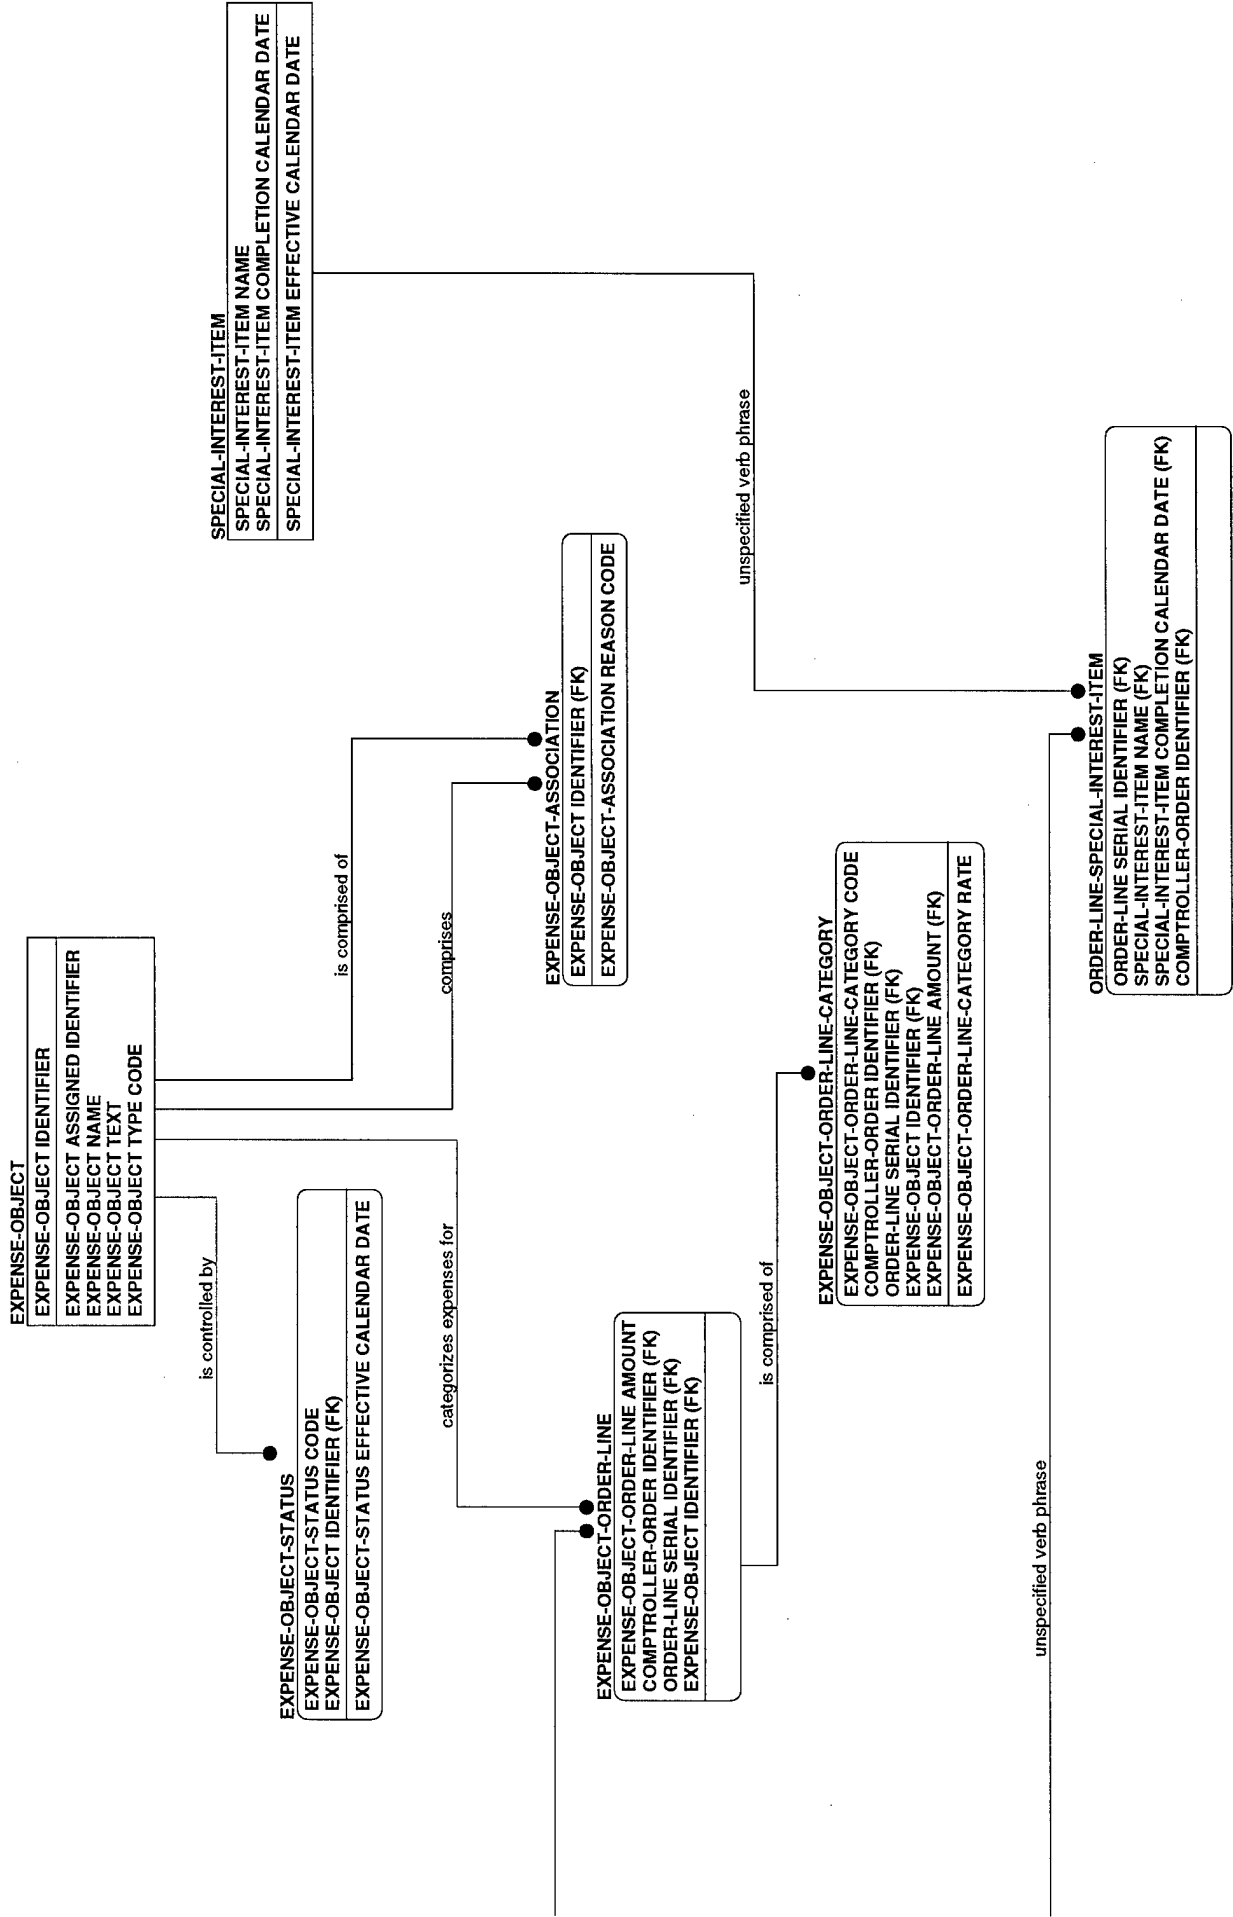 EXPENSE-OBJECT
EXPENSE-OBJECT IDENTIFIER
EXPENSE-OBJECT ASSIGNED IDENTIFIER
EXPENSE-OBJECT NAME
EXPENSE-OBJECT TEXT
EXPENSE-OBJECT TYPE CODE
SPECIAL-INTEREST-ITEM
SPECIAL-INTEREST-ITEM NAME
SPECIAL-INTEREST-ITEM COMPLETION CALENDAR DATE
SPECIAL-INTEREST-ITEM EFFECTIVE CALENDAR DATE
is controlled by
EXPENSE-OBJECT-STATUS
EXPENSE-OBJECT-STATUS CODE
EXPENSE-OBJECT IDENTIFIER (FK)
EXPENSE-OBJECT-STATUS EFFECTIVE CALENDAR DATE
is comprised of
categorizes expenses for
comprises
EXPENSE-OBJECT-ASSOCIATION
EXPENSE-OBJECT IDENTIFIER (FK)
EXPENSE-OBJECT-ASSOCIATION REASON CODE
EXPENSE-OBJECT-ORDER-LINE
EXPENSE-OBJECT-ORDER-LINE AMOUNT
COMPTROLLER-ORDER IDENTIFIER (FK)
ORDER-LINE SERIAL IDENTIFIER (FK)
EXPENSE-OBJECT IDENTIFIER (FK)
unspecified verb phrase
is comprised of
EXPENSE-OBJECT-ORDER-LINE-CATEGORY
EXPENSE-OBJECT-ORDER-LINE-CATEGORY CODE
COMPTROLLER-ORDER IDENTIFIER (FK)
ORDER-LINE SERIAL IDENTIFIER (FK)
EXPENSE-OBJECT IDENTIFIER (FK)
EXPENSE-OBJECT-ORDER-LINE AMOUNT (FK)
EXPENSE-OBJECT-ORDER-LINE-CATEGORY RATE
unspecified verb phrase
ORDER-LINE-SPECIAL-INTEREST-ITEM
ORDER-LINE SERIAL IDENTIFIER (FK)
SPECIAL-INTEREST-ITEM NAME (FK)
SPECIAL-INTEREST-ITEM COMPLETION CALENDAR DATE (FK)
COMPTROLLER-ORDER IDENTIFIER (FK)